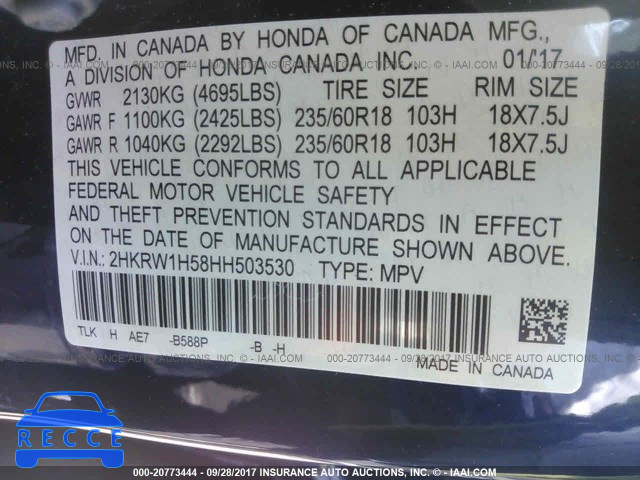 MFD. IN CANADA BY HONDA OF CANADA MFG.,
A DIVISION OF HONDA CANADA INC. 01/17
GVWR 2130KG (4695LBS) TIRE SIZE RIM SIZE
GAWR F 1100KG (2425LBS) 235/60R18 103H 18X7.5J
GAWR R 1040KG (2292LBS) 235/60R18 103H 18X7.5J
THIS VEHICLE CONFORMS TO ALL APPLICABLE
FEDERAL MOTOR VEHICLE SAFETY
AND THEFT PREVENTION STANDARDS IN EFFECT
ON THE DATE OF MANUFACTURE SHOWN ABOVE.
V.I.N.: 2HKRW1H58HH503530 TYPE: MPV
TLK H AE7 -B588P -B -H
MADE IN CANADA
RECCE
000-20773444 - 09/28/2017 INSURANCE AUTO AUCTIONS - © - IAAI.COM